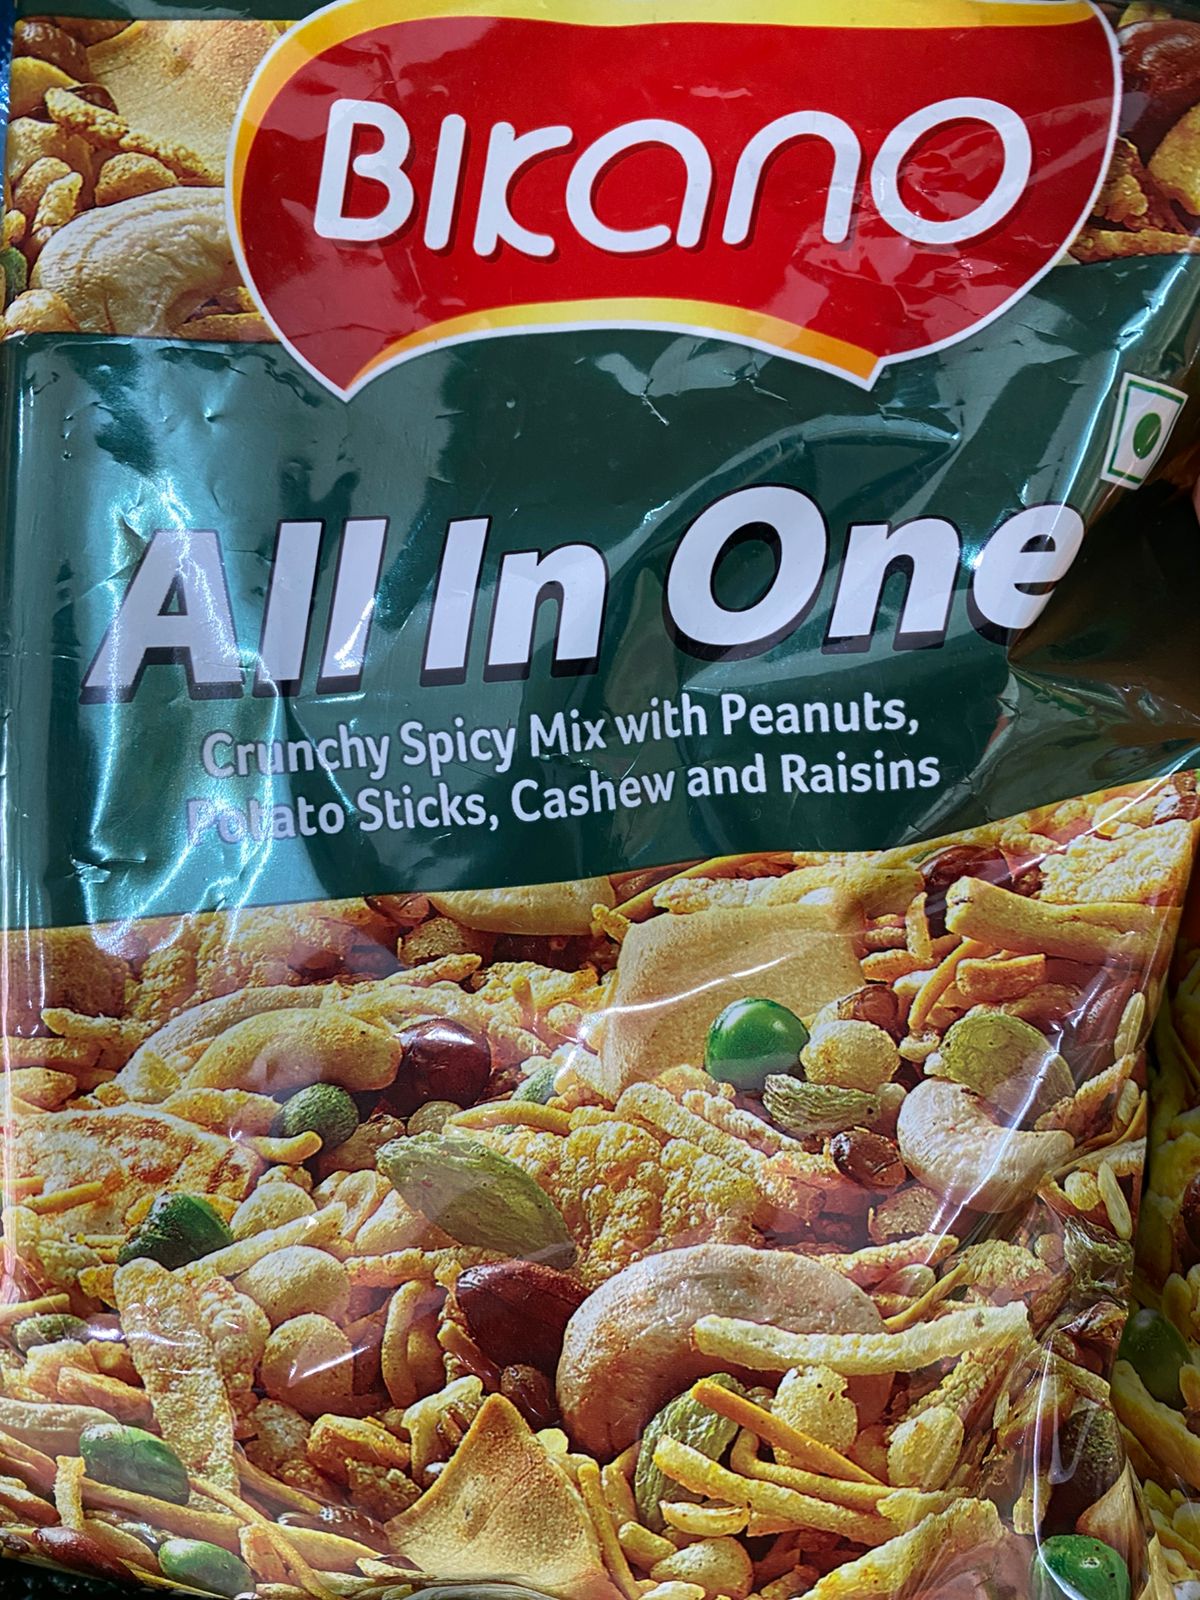 BIKANO
All In One
Crunchy Spicy Mix with Peanuts,
Potato Sticks, Cashew and Raisins